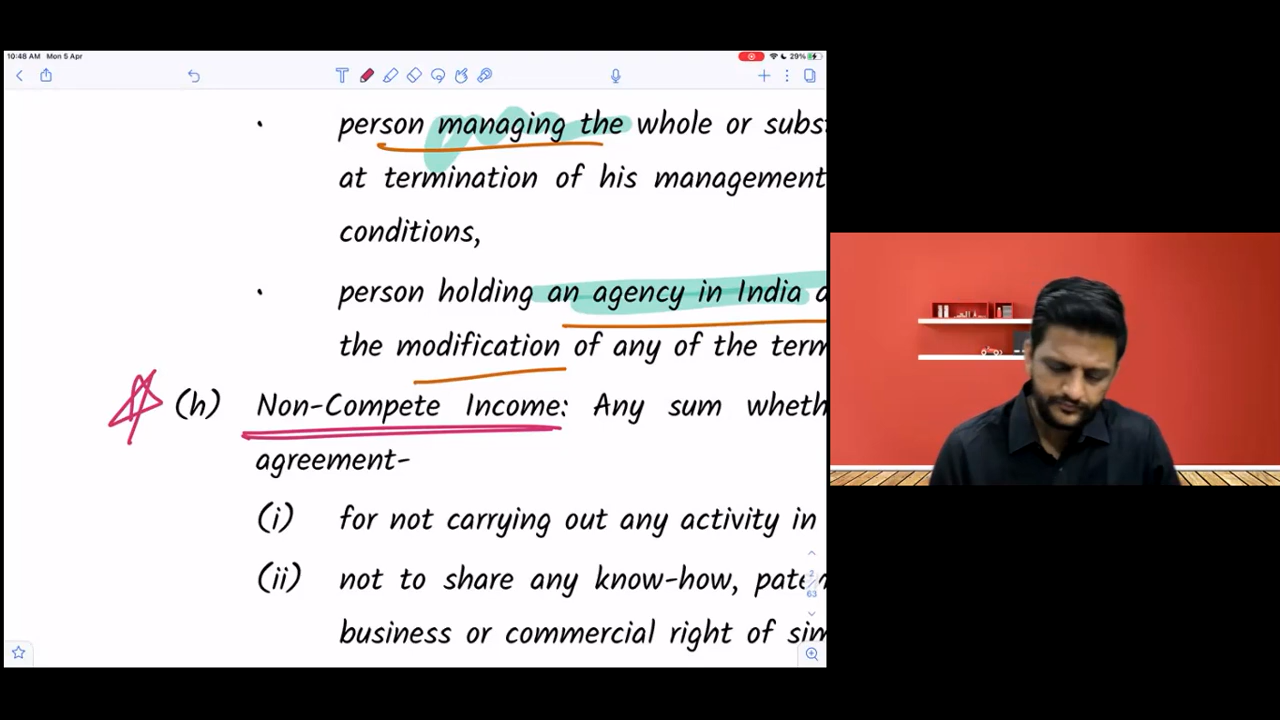 10:48 AM Mon 5 Apr
29%
T
• person managing the whole or subs
at termination of his management
conditions,
• person holding an agency in India
the modification of any of the term
(h) Non-Compete Income: Any sum wheth
agreement-
(i) for not carrying out any activity in
(ii) not to share any know-how, pate
business or commercial right of sim
2
63